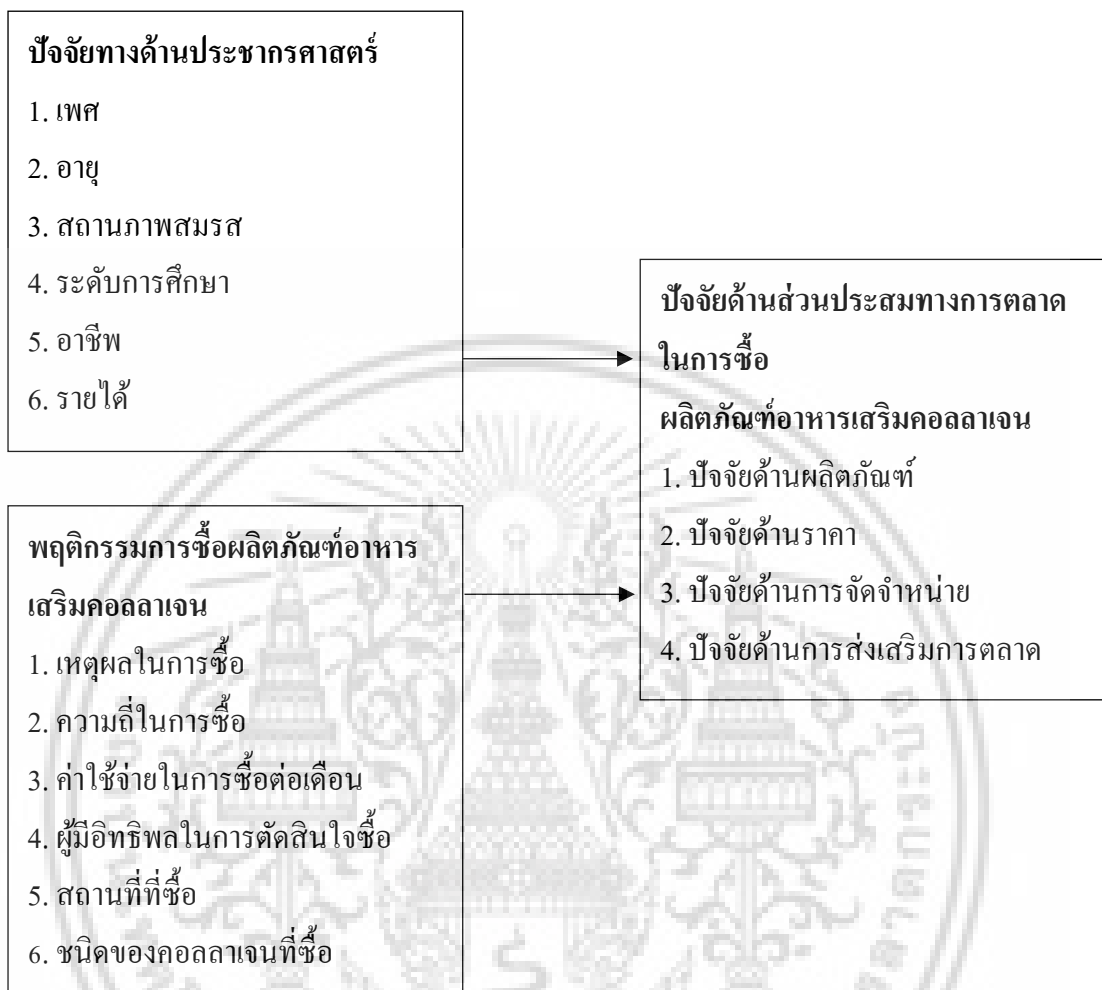 ปัจจัยทางด้านประชากรศาสตร์
1. เพศ
2. อายุ
3. สถานภาพสมรส
4. ระดับการศึกษา
5. อาชีพ
6. รายได้
พฤติกรรมการซื้อผลิตภัณฑ์อาหาร
เสริมคอลลาเจน
1. เหตุผลในการซื้อ
2. ความถี่ในการซื้อ
3. ค่าใช้จ่ายในการซื้อต่อเดือน
4. ผู้มีอิทธิพลในการตัดสินใจซื้อ
5. สถานที่ที่ซื้อ
6. ชนิดของคอลลาเจนที่ซื้อ
ปัจจัยด้านส่วนประสมทางการตลาด
ในการซื้อ
ผลิตภัณฑ์อาหารเสริมคอลลาเจน
1. ปัจจัยด้านผลิตภัณฑ์
2. ปัจจัยด้านราคา
3. ปัจจัยด้านการจัดจำหน่าย
4. ปัจจัยด้านการส่งเสริมการตลาด